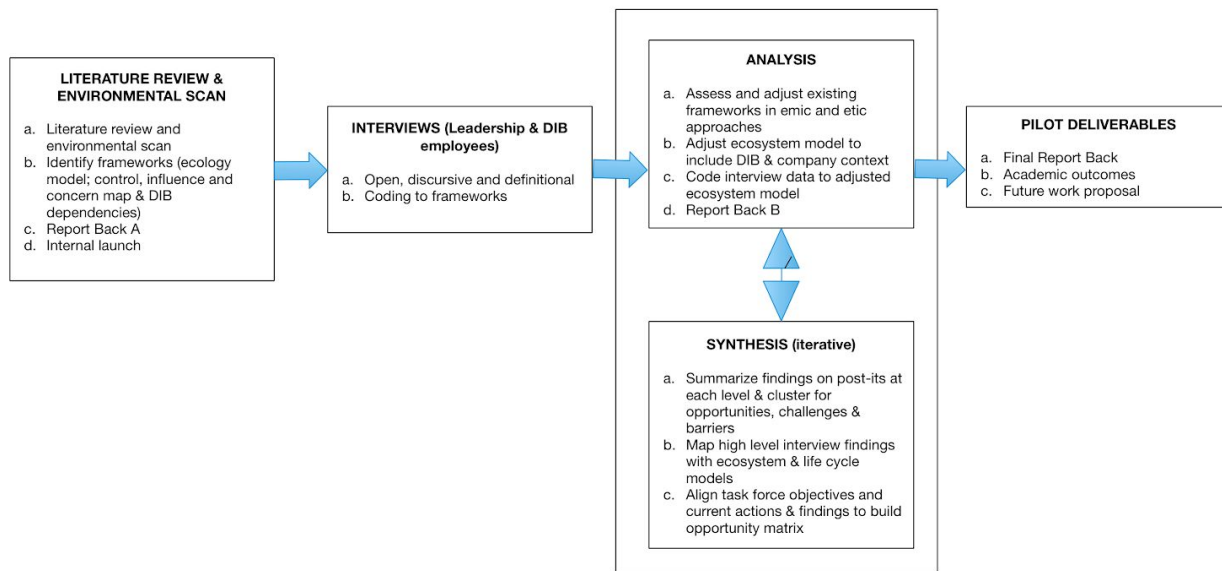 LITERATURE REVIEW &
ENVIRONMENTAL SCAN
a. Literature review and
environmental scan
b. Identify frameworks (ecology
model; control, influence and
concern map & DIB
dependencies)
c. Report Back A
d. Internal launch
INTERVIEWS (Leadership & DIB
employees)
a. Open, discursive and definitional
b. Coding to frameworks
ANALYSIS
a. Assess and adjust existing
frameworks in emic and etic
approaches
b. Adjust ecosystem model to
include DIB & company context
c. Code interview data to adjusted
ecosystem model
d. Report Back B
SYNTHESIS (iterative)
a. Summarize findings on post-its at
each level & cluster for
opportunities, challenges &
barriers
b. Map high level interview findings
with ecosystem & life cycle
models
c. Align task force objectives and
current actions & findings to build
opportunity matrix
PILOT DELIVERABLES
a. Final Report Back
b. Academic outcomes
c. Future work proposal